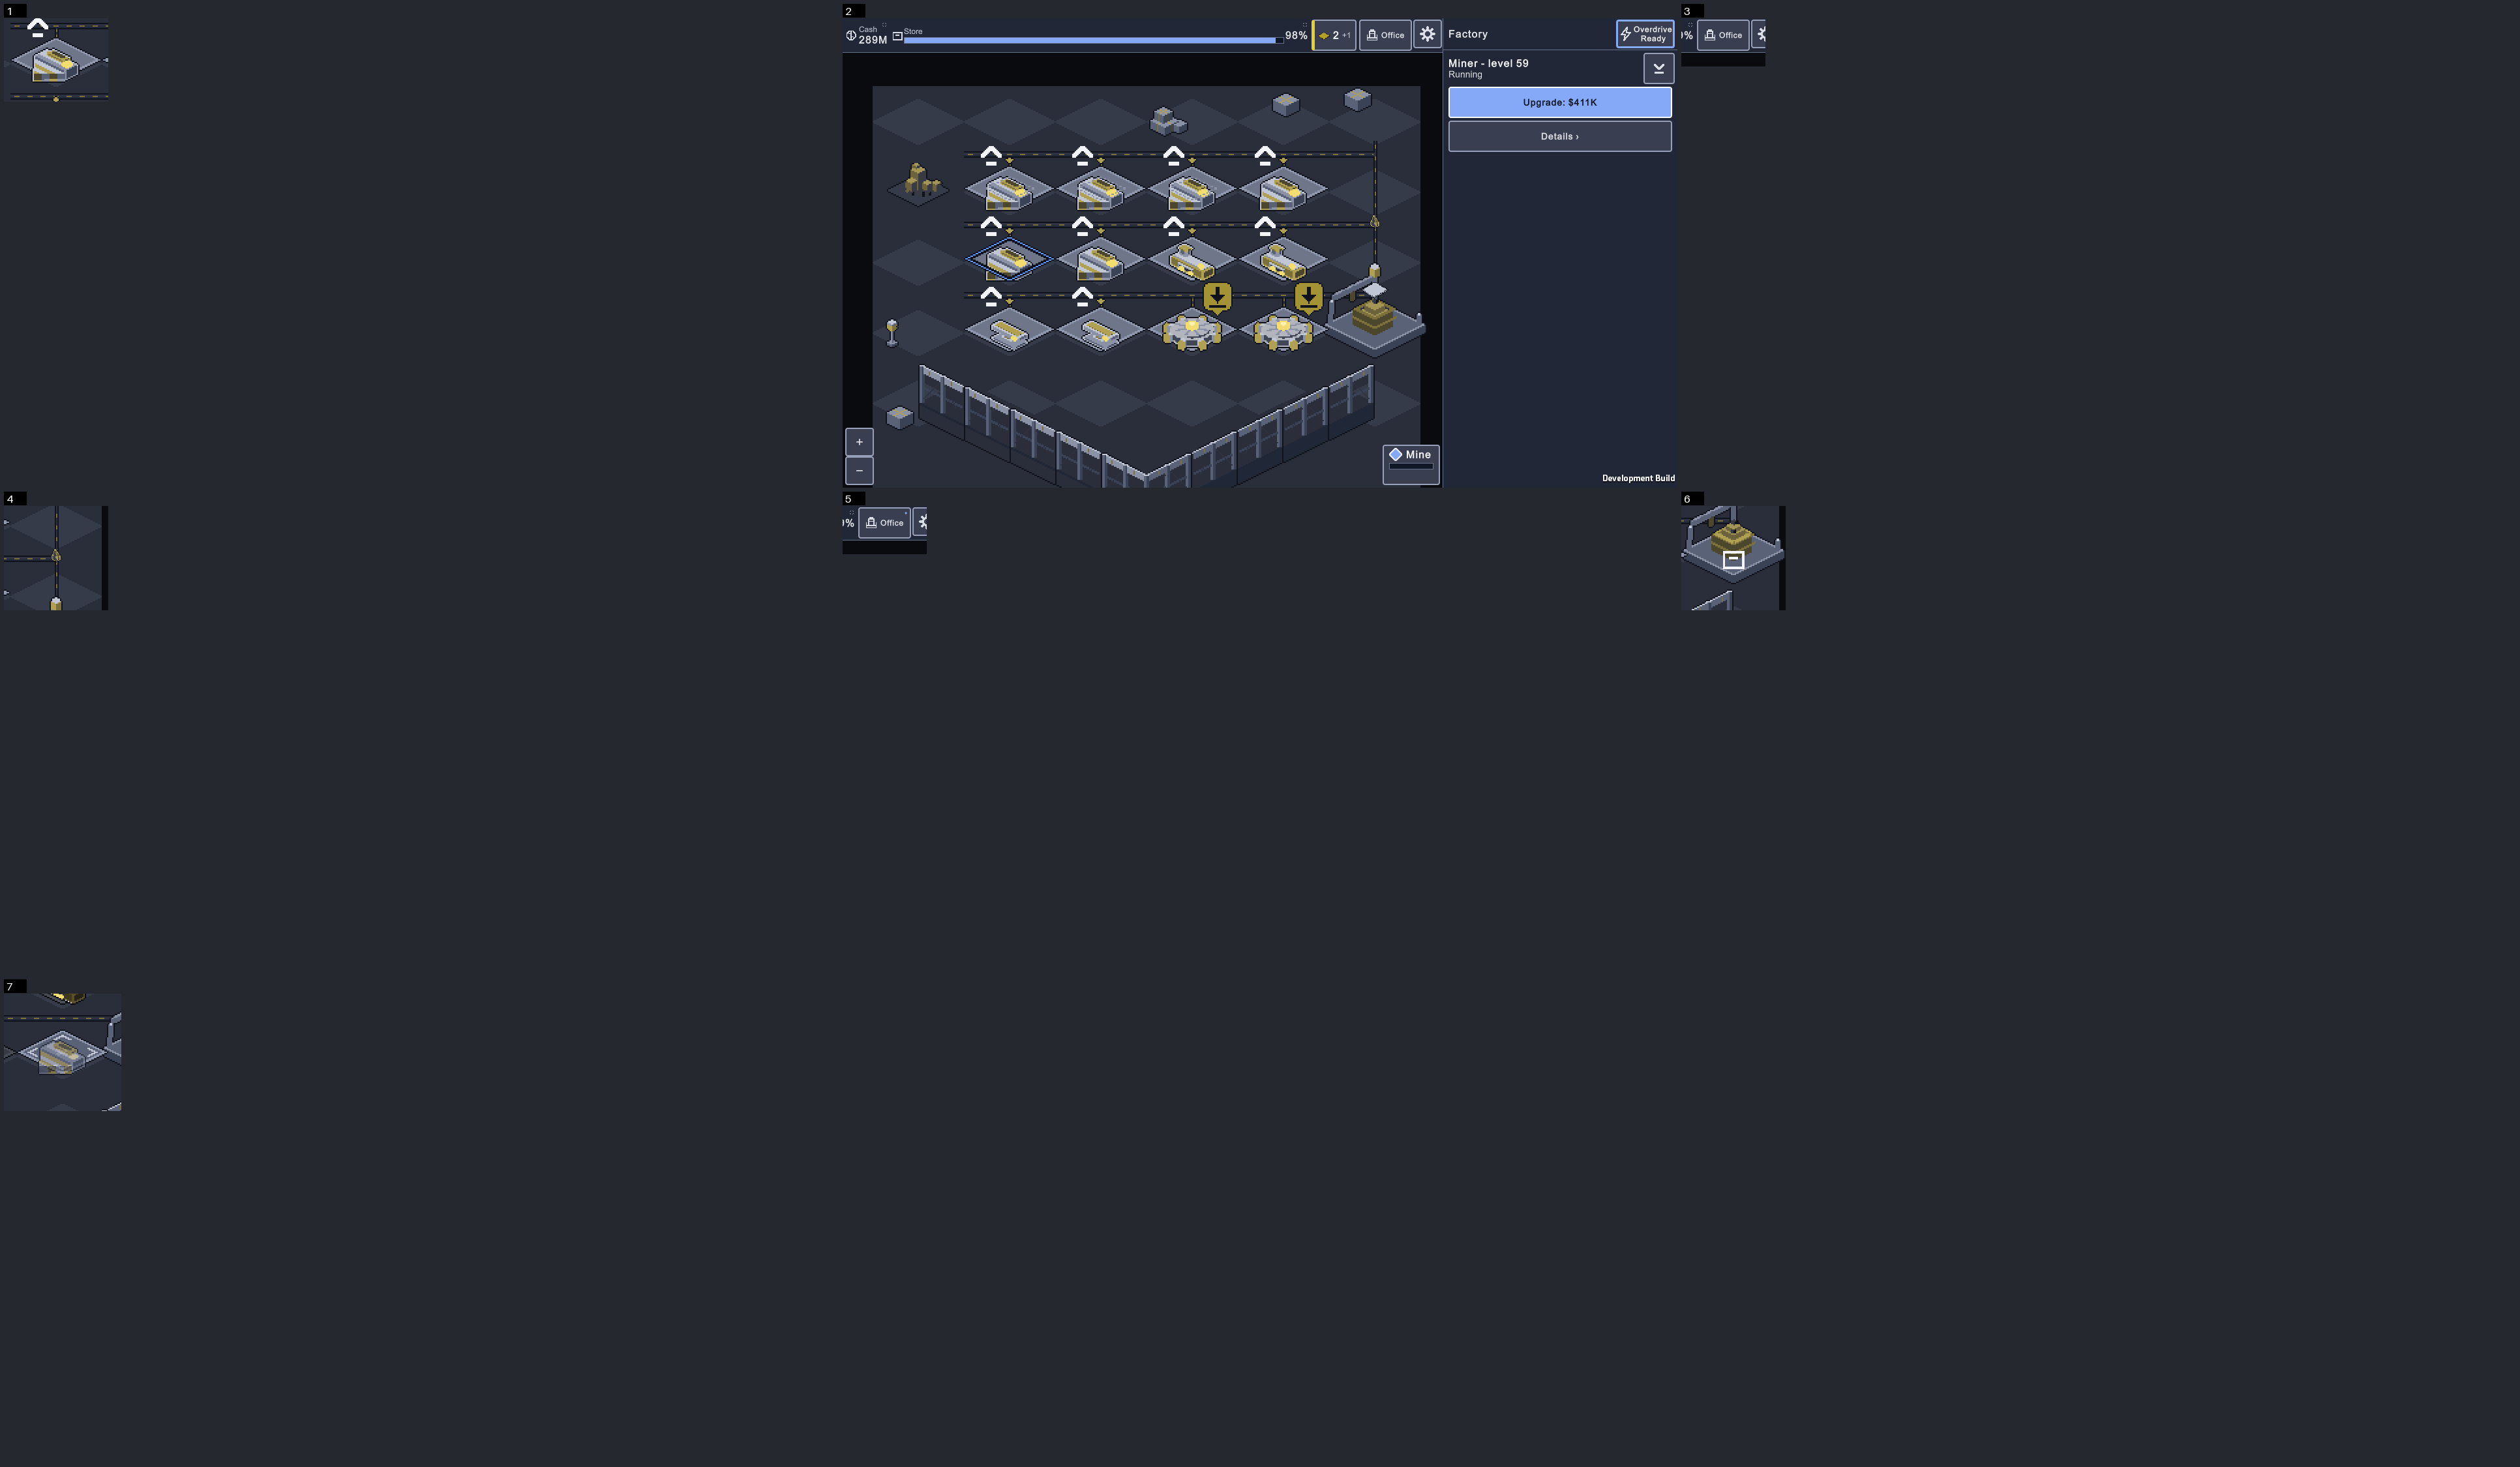 1
2
3
Cash
289M
Store
98%
2 +1
Office
Factory
Overdrive
Ready
Miner - level 59
Running
Upgrade: $411K
Details ›
+
−
Mine
Development Build
%
Office
4
5
6
%
Office
7